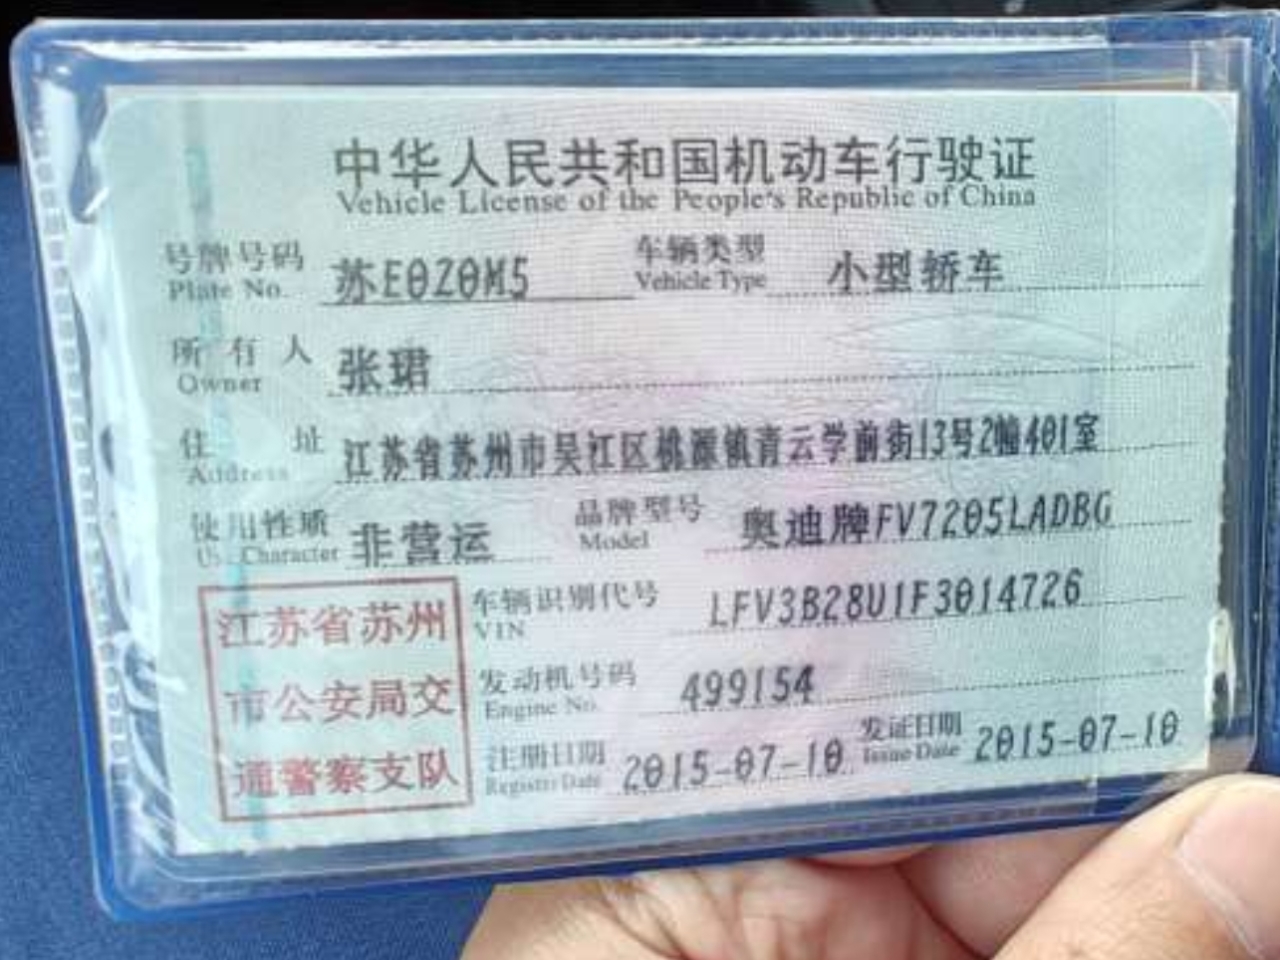 中华人民共和国机动车行驶证
Vehicle License of the People's Republic of China
号牌号码 苏E0Z0M5 车辆类型 小型轿车
Plate No. Vehicle Type
所有人 张珺
Owner
住址 江苏省苏州市吴江区桃源镇青云学前街13号2幢401室
Address
使用性质 非营运 品牌型号 奥迪牌FV7205LADBG
Use Character Model
江苏省苏州 车辆识别代号 LFV3B28U1F3014726
VIN
市公安局交 发动机号码 499154
Engine No.
通警察支队 注册日期 2015-07-10 发证日期 2015-07-10
Register Date Issue Date